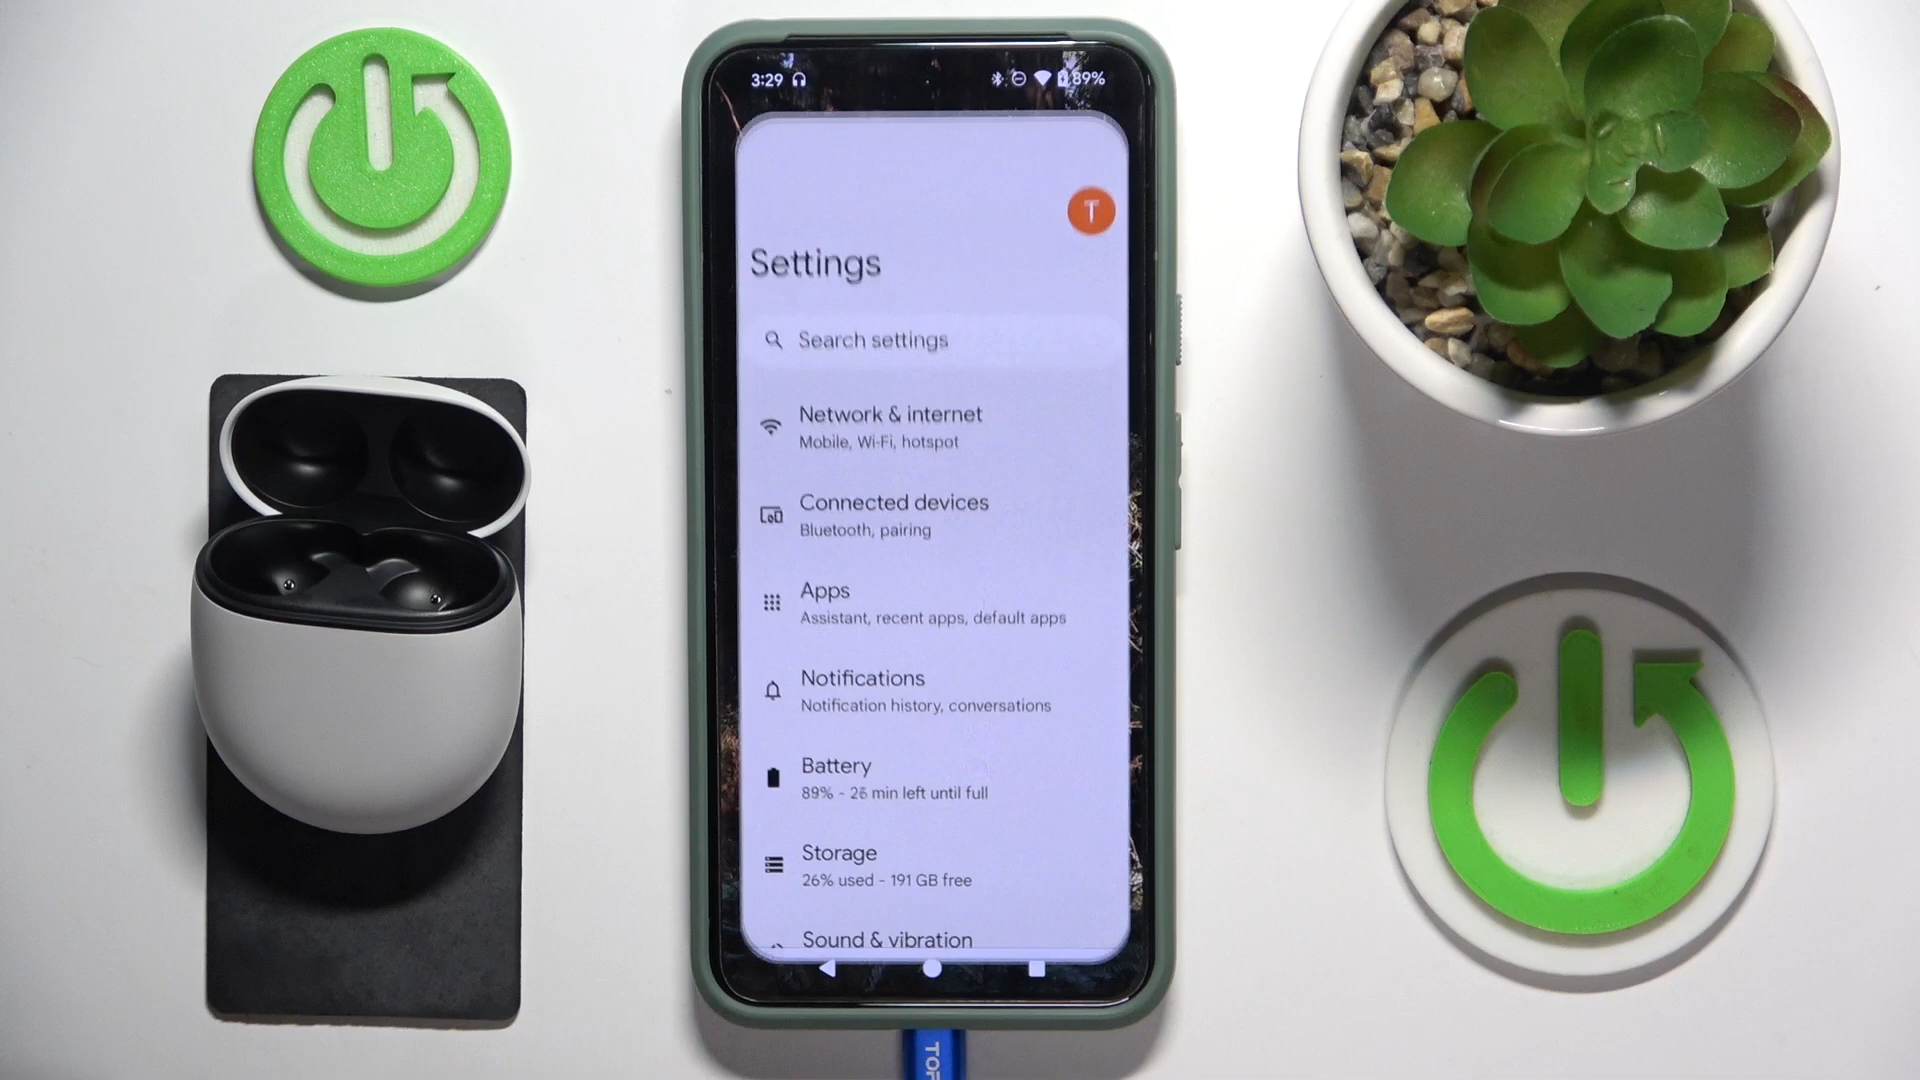 3:29 89%
T
Settings
Search settings
Network & internet
Mobile, Wi-Fi, hotspot
Connected devices
Bluetooth, pairing
Apps
Assistant, recent apps, default apps
Notifications
Notification history, conversations
Battery
89% - 26 min left until full
Storage
26% used - 191 GB free
Sound & vibration
TOP